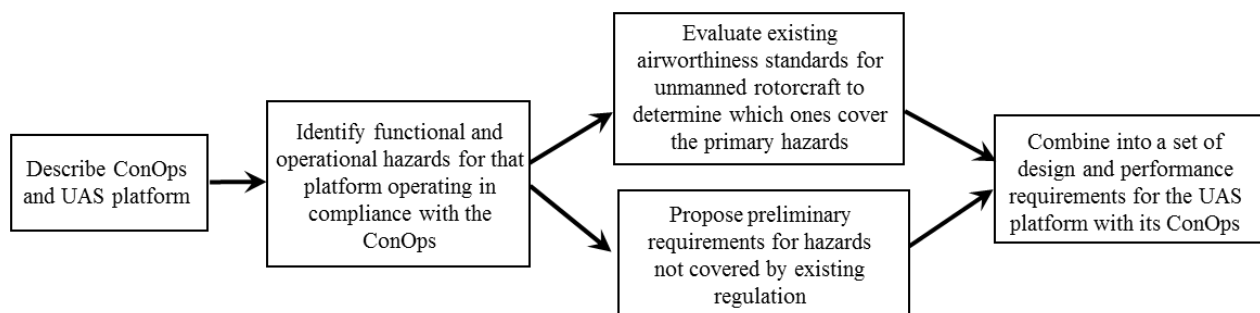 Describe ConOps
and UAS platform
Identify functional and
operational hazards for that
platform operating in
compliance with the
ConOps
Evaluate existing
airworthiness standards for
unmanned rotorcraft to
determine which ones cover
the primary hazards
Propose preliminary
requirements for hazards
not covered by existing
regulation
Combine into a set of
design and performance
requirements for the UAS
platform with its ConOps